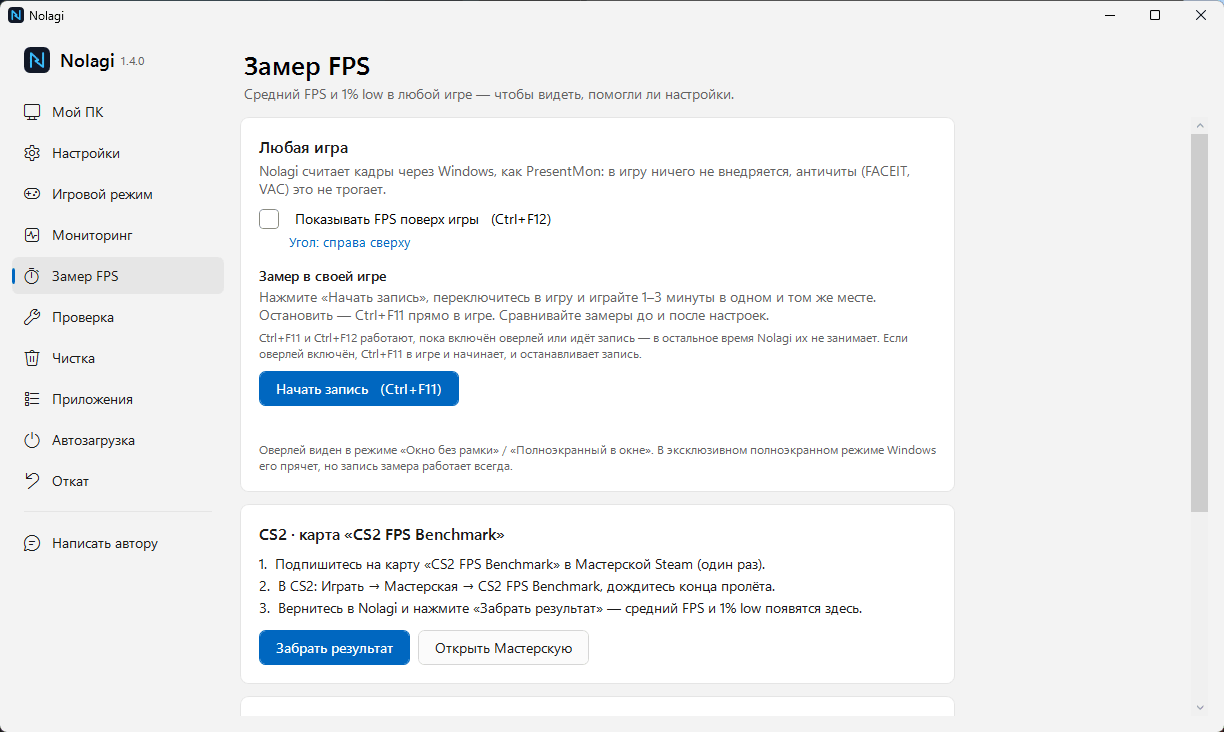 Nolagi
Nolagi 1.4.0
Мой ПК
Настройки
Игровой режим
Мониторинг
Замер FPS
Проверка
Чистка
Приложения
Автозагрузка
Откат
Написать автору
Замер FPS
Средний FPS и 1% low в любой игре — чтобы видеть, помогли ли настройки.
Любая игра
Nolagi считает кадры через Windows, как PresentMon: в игру ничего не внедряется, античиты (FACEIT,
VAC) это не трогает.
Показывать FPS поверх игры (Ctrl+F12)
Угол: справа сверху
Замер в своей игре
Нажмите «Начать запись», переключитесь в игру и играйте 1–3 минуты в одном и том же месте.
Остановить — Ctrl+F11 прямо в игре. Сравнивайте замеры до и после настроек.
Ctrl+F11 и Ctrl+F12 работают, пока включён оверлей или идёт запись — в остальное время Nolagi их не занимает. Если
оверлей включён, Ctrl+F11 в игре и начинает, и останавливает запись.
Начать запись (Ctrl+F11)
Оверлей виден в режиме «Окно без рамки» / «Полноэкранный в окне». В эксклюзивном полноэкранном режиме Windows
его прячет, но запись замера работает всегда.
CS2 · карта «CS2 FPS Benchmark»
1. Подпишитесь на карту «CS2 FPS Benchmark» в Мастерской Steam (один раз).
2. В CS2: Играть → Мастерская → CS2 FPS Benchmark, дождитесь конца пролёта.
3. Вернитесь в Nolagi и нажмите «Забрать результат» — средний FPS и 1% low появятся здесь.
Забрать результат
Открыть Мастерскую